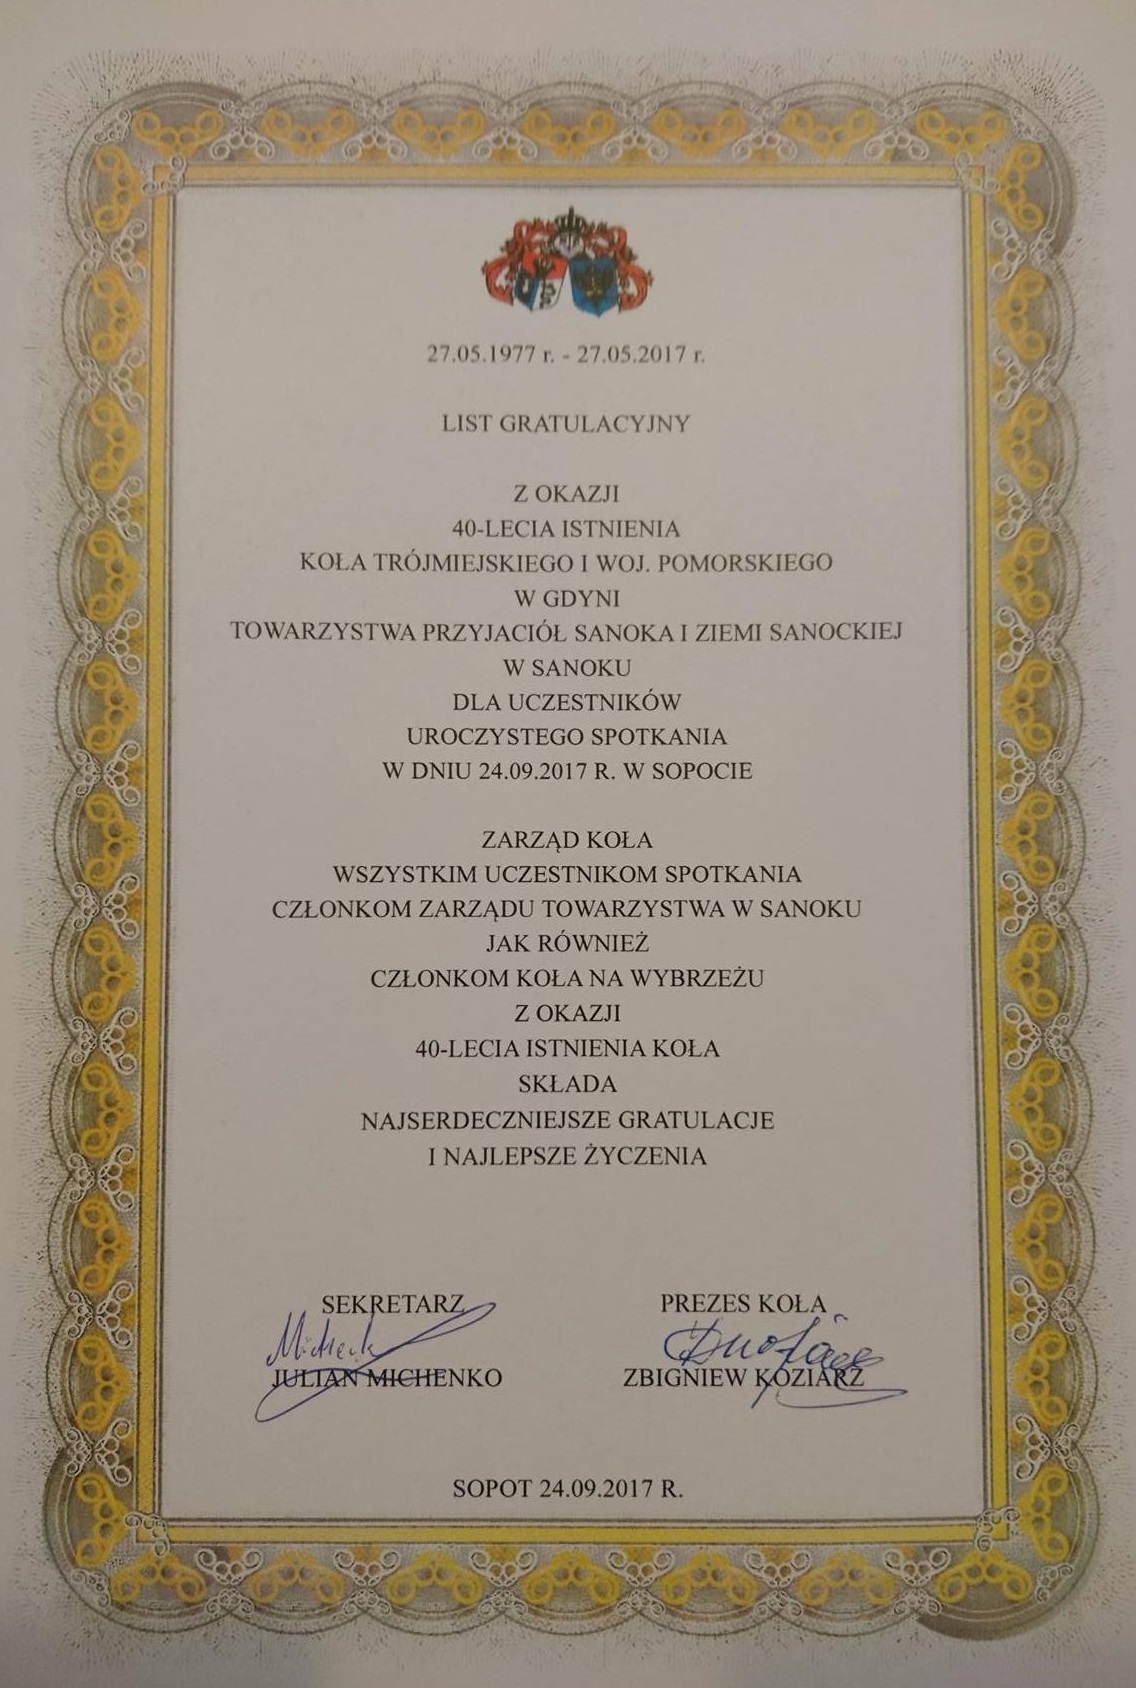 27.05.1977 r. - 27.05.2017 r.
LIST GRATULACYJNY
Z OKAZJI
40-LECIA ISTNIENIA
KOŁA TRÓJMIEJSKIEGO I WOJ. POMORSKIEGO
W GDYNI
TOWARZYSTWA PRZYJACIÓŁ SANOKA I ZIEMI SANOCKIEJ
W SANOKU
DLA UCZESTNIKÓW
UROCZYSTEGO SPOTKANIA
W DNIU 24.09.2017 R. W SOPOCIE
ZARZĄD KOŁA
WSZYSTKIM UCZESTNIKOM SPOTKANIA
CZŁONKOM ZARZĄDU TOWARZYSTWA W SANOKU
JAK RÓWNIEŻ
CZŁONKOM KOŁA NA WYBRZEŻU
Z OKAZJI
40-LECIA ISTNIENIA KOŁA
SKŁADA
NAJSERDECZNIEJSZE GRATULACJE
I NAJLEPSZE ŻYCZENIA
SEKRETARZ
JULIAN MICHENKO
PREZES KOŁA
ZBIGNIEW KOZIARZ
SOPOT 24.09.2017 R.